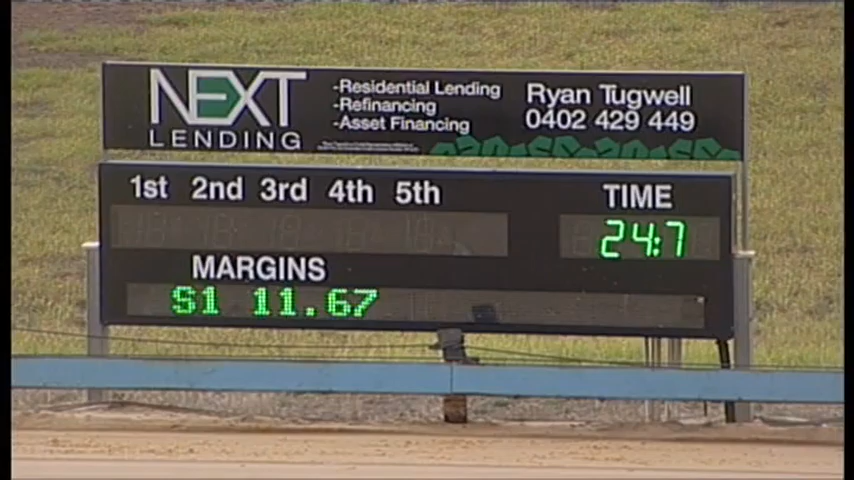 NEXT
LENDING
-Residential Lending
-Refinancing
-Asset Financing
Ryan Tugwell
0402 429 449
1st 2nd 3rd 4th 5th
TIME
24:7
MARGINS
S1 11.67